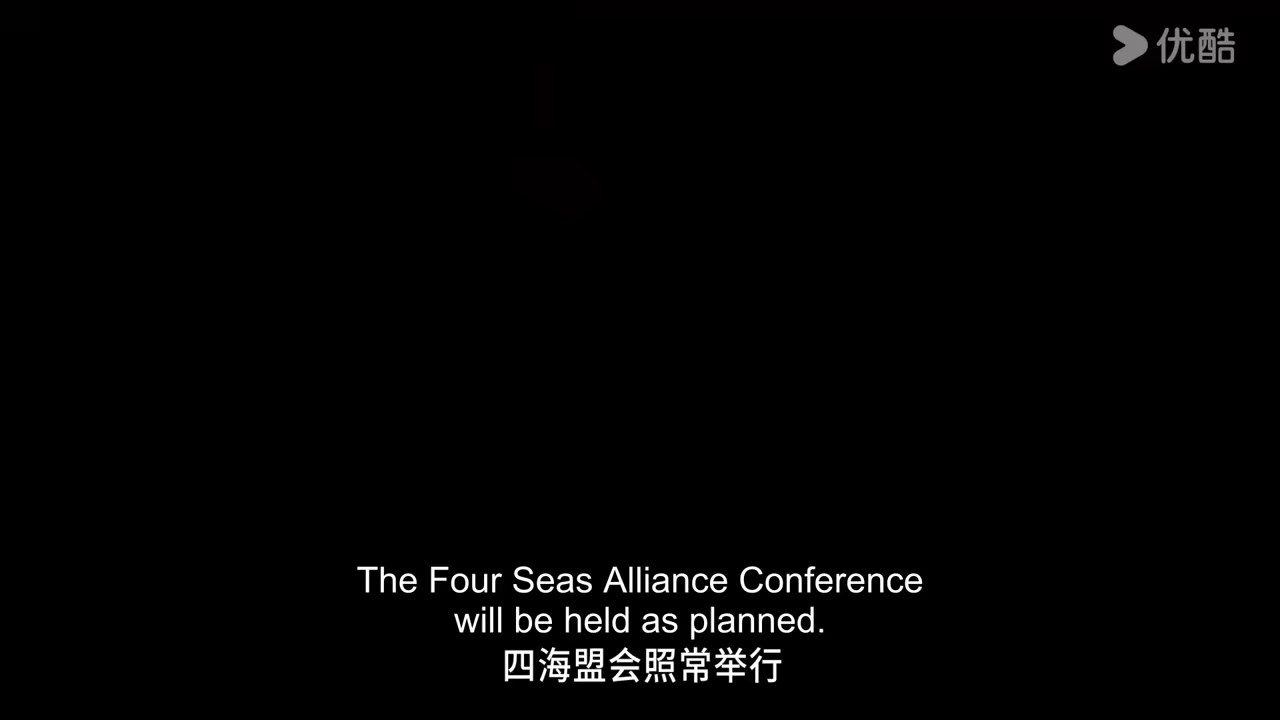 优酷
The Four Seas Alliance Conference
will be held as planned.
四海盟会照常举行